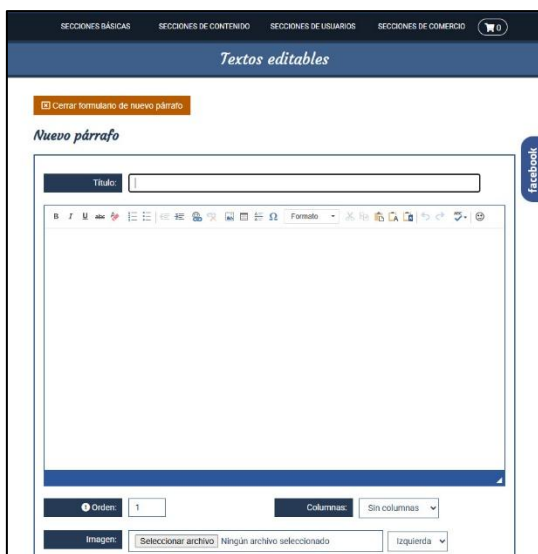 SECCIONES BÁSICAS SECCIONES DE CONTENIDO SECCIONES DE USUARIOS SECCIONES DE COMERCIO 0
Textos editables
Cerrar formulario de nuevo párrafo
Nuevo párrafo
facebook
Título:
B I U abc Ω Formato
Orden: 1 Columnas: Sin columnas
Imagen: Seleccionar archivo Ningún archivo seleccionado Izquierda